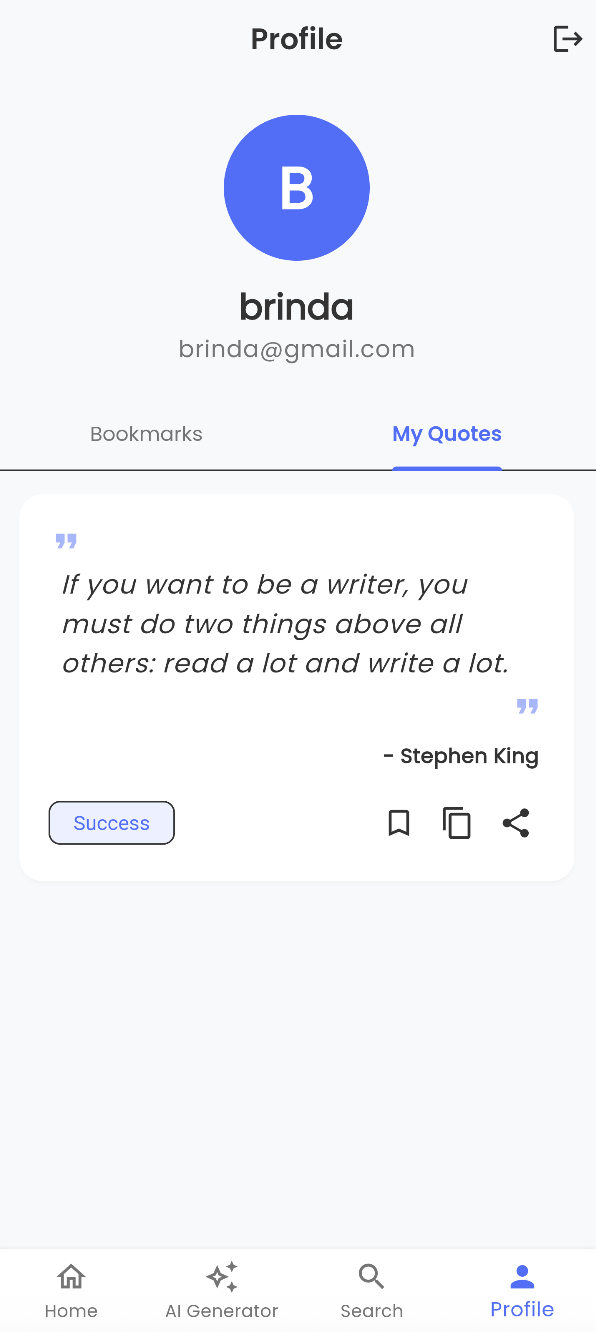 Profile
B
brinda
brinda@gmail.com
Bookmarks My Quotes
”
If you want to be a writer, you
must do two things above all
others: read a lot and write a lot.
”
- Stephen King
Success
Home AI Generator Search Profile